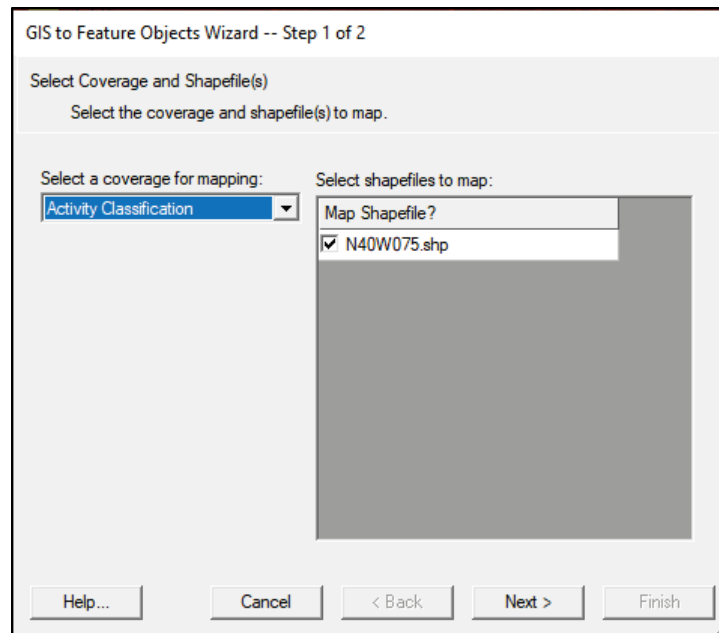 GIS to Feature Objects Wizard -- Step 1 of 2
Select Coverage and Shapefile(s)
Select the coverage and shapefile(s) to map.
Select a coverage for mapping:
Activity Classification
Select shapefiles to map:
Map Shapefile?
N40W075.shp
Help...
Cancel
< Back
Next >
Finish